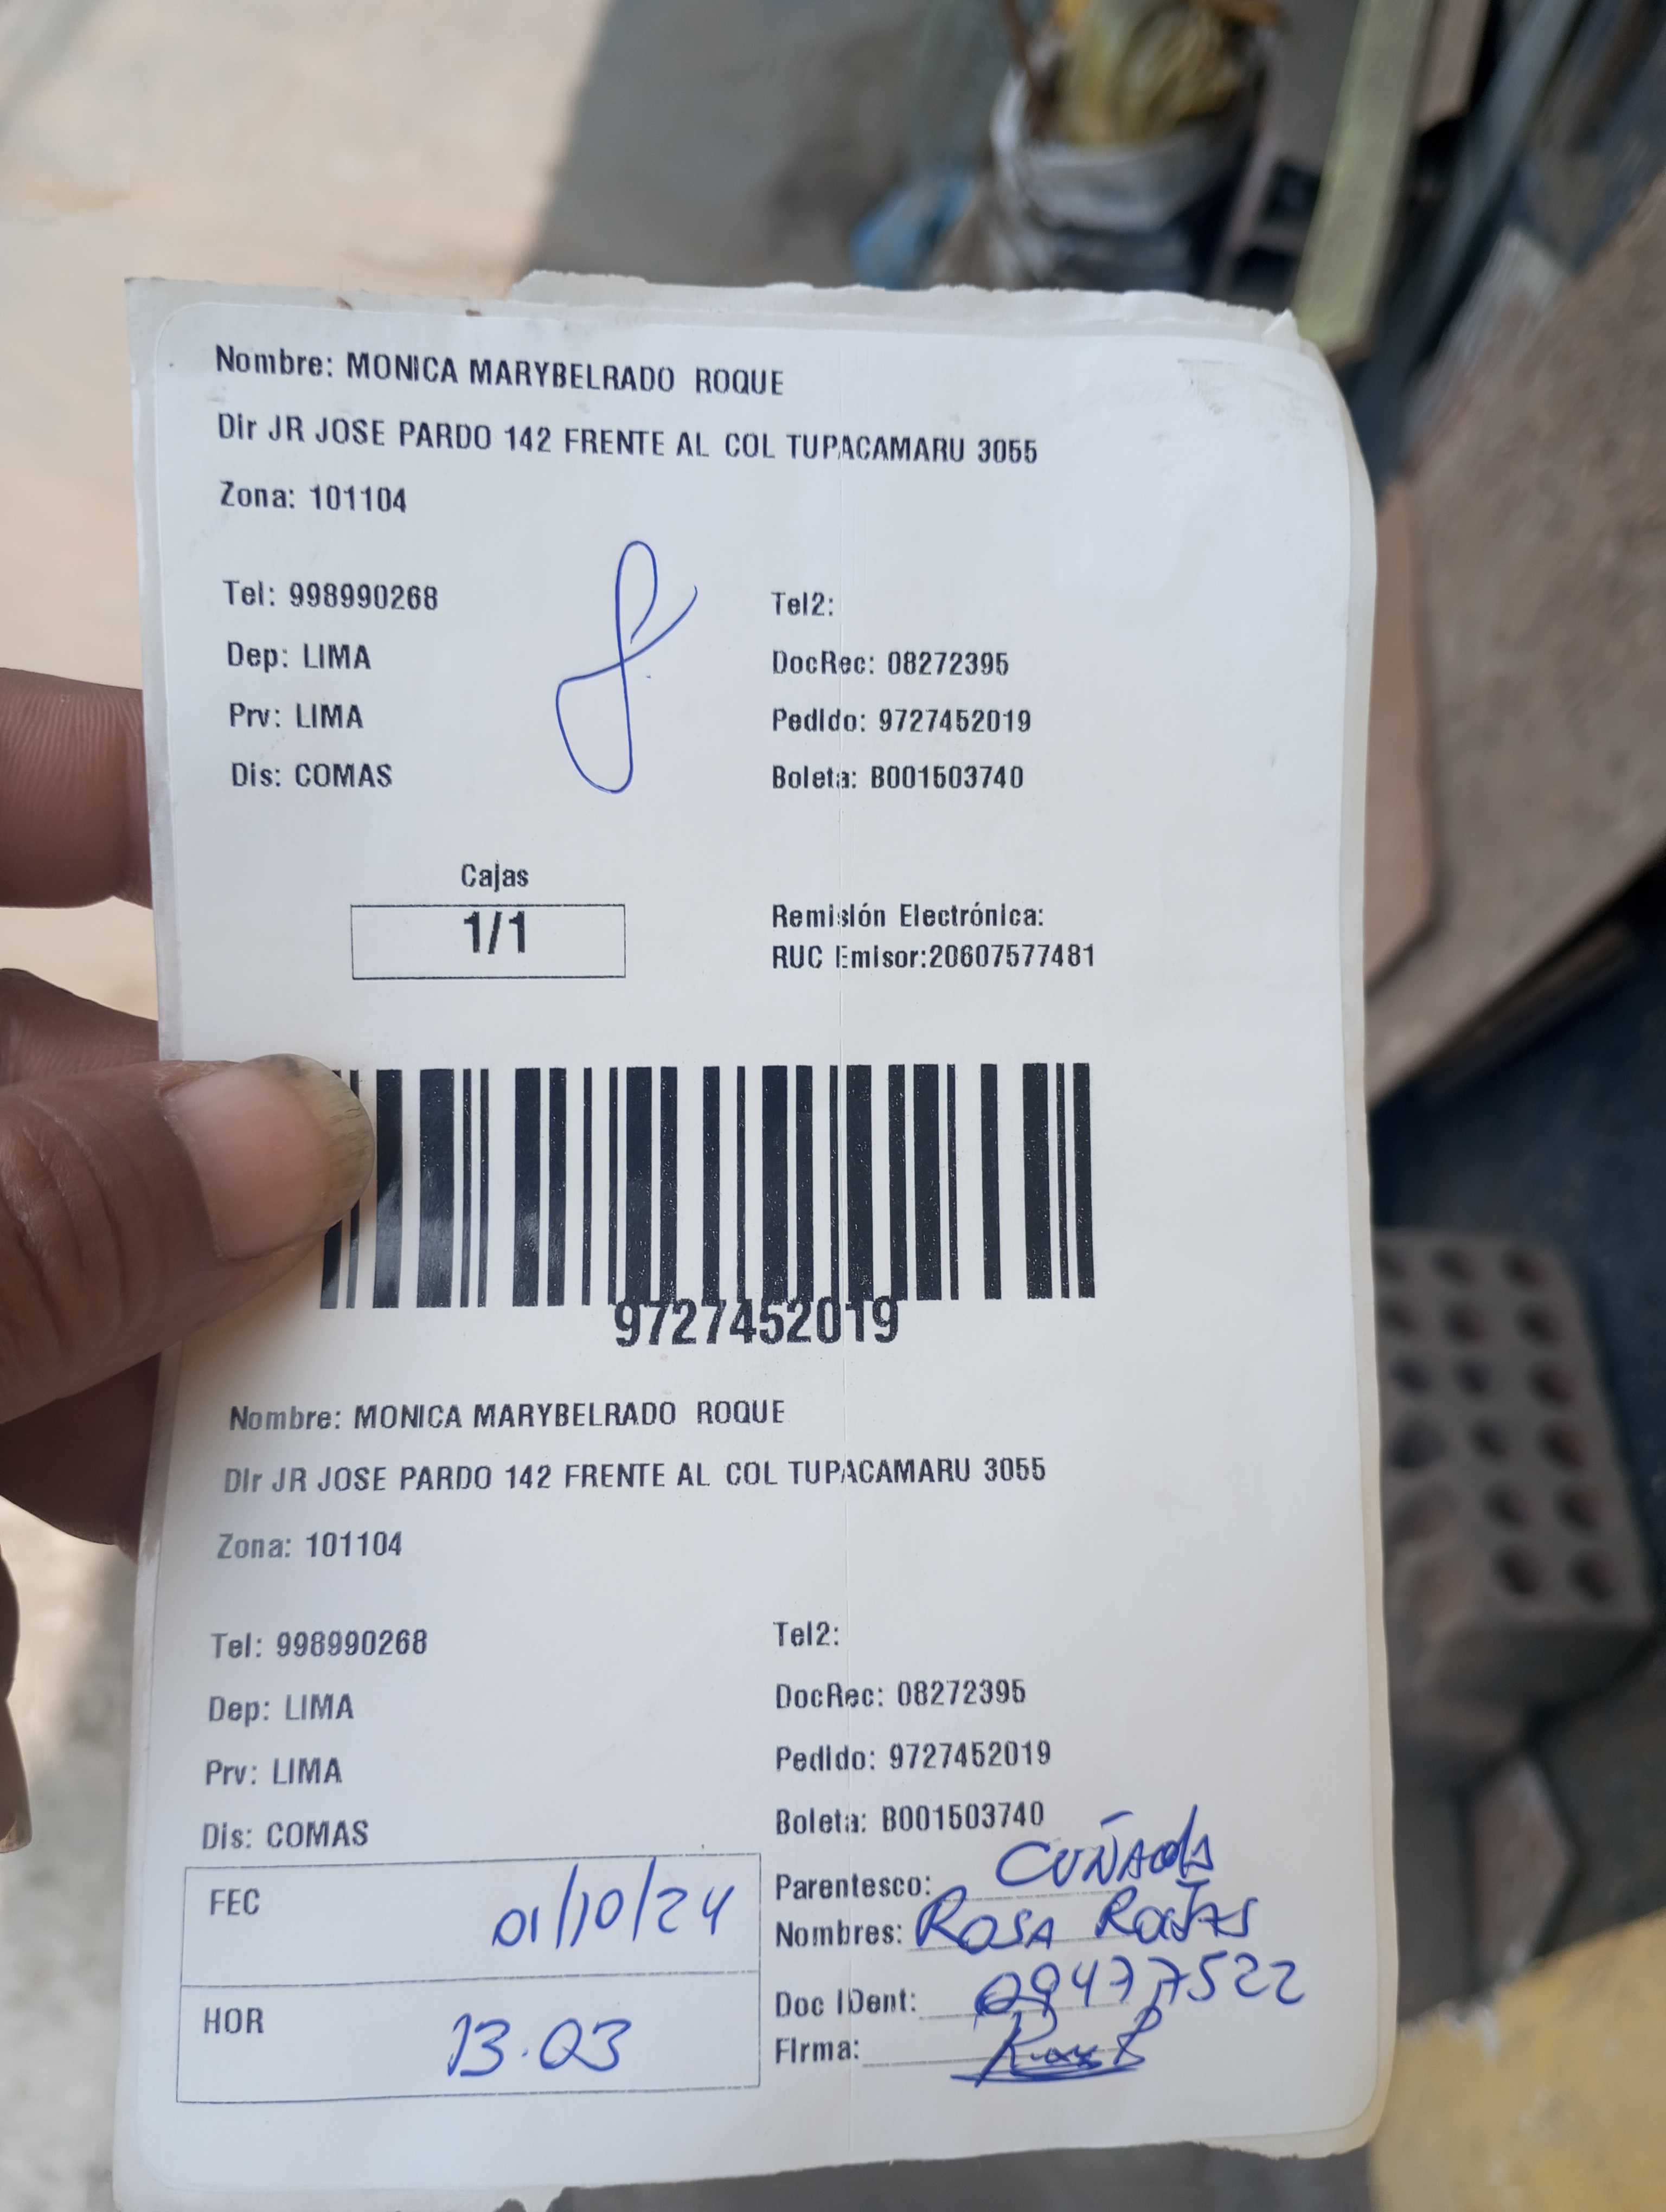 Nombre: MONICA MARYBELRADO ROQUE
Dir JR JOSE PARDO 142 FRENTE AL COL TUPACAMARU 3055
Zona: 101104
Tel: 998990268
Tel2:
Dep: LIMA
DocRec: 08272395
Prv: LIMA
Pedido: 9727452019
Dis: COMAS
Boleta: B001503740
Cajas
1/1
Remisión Electrónica:
RUC Emisor:20607577481
9727452019
Nombre: MONICA MARYBELRADO ROQUE
Dir JR JOSE PARDO 142 FRENTE AL COL TUPACAMARU 3055
Zona: 101104
Tel: 998990268
Tel2:
Dep: LIMA
DocRec: 08272395
Prv: LIMA
Pedido: 9727452019
Dis: COMAS
Boleta: B001503740
FEC 01/10/24
HOR 13.03
Parentesco: CUÑADA
Nombres: ROSA ROJAS
Doc IDent: 09477522
Firma: